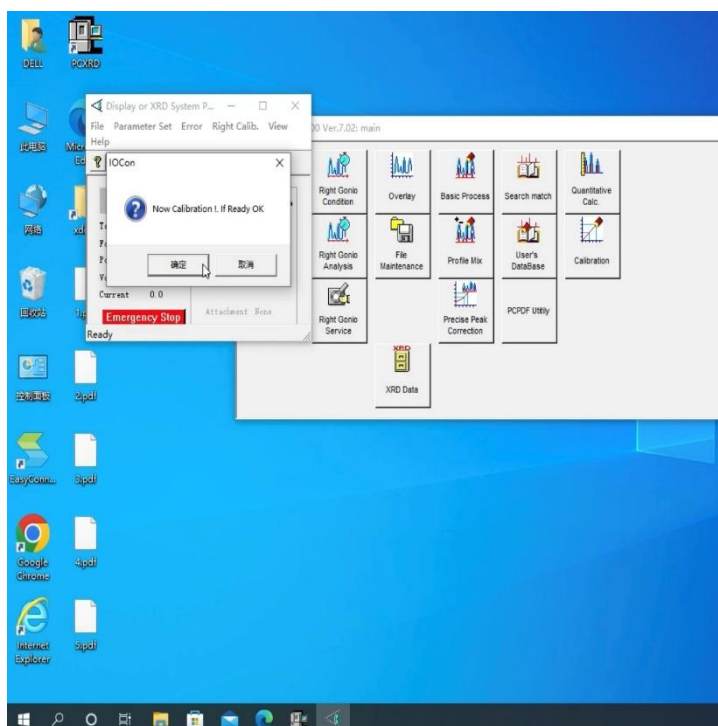 DELL
PCXRD
此电脑
网络
回收站
控制面板
2.pdf
EasyConn...
3.pdf
Google
Chrome
4.pdf
Internet
Explorer
5.pdf
Display or XRD System P...
File Parameter Set Error Right Calib. View
Help
IOCon
Now Calibration !. If Ready OK
确定
取消
Current 0.0
Emergency Stop
Attachment None
Ready
00 Ver.7.02: main
Right Gonio
Condition
Overlay
Basic Process
Search match
Quantitative
Calc.
Right Gonio
Analysis
File
Maintenance
Profile Mix
User's
DataBase
Calibration
Right Gonio
Service
Precise Peak
Correction
PCPDF Utility
XRD
XRD Data